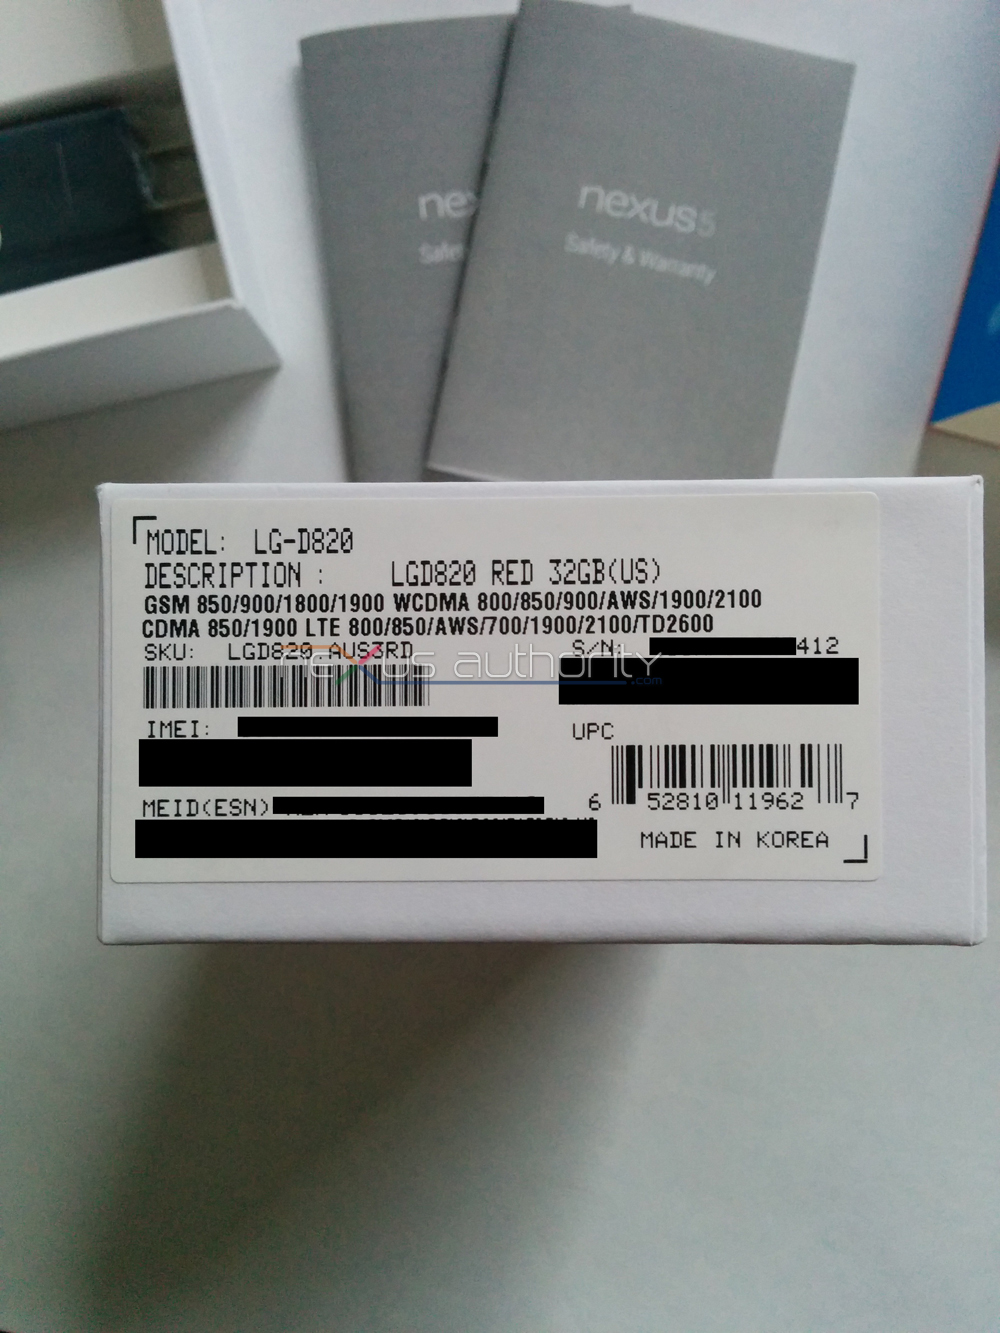 nex
Safe
nexus5
Safety & Warranty
MODEL: LG-D820
DESCRIPTION : LGD820 RED 32GB(US)
GSM 850/900/1800/1900 WCDMA 800/850/900/AWS/1900/2100
CDMA 850/1900 LTE 800/850/AWS/700/1900/2100/TD2600
SKU: LGD820 AUS3RD S/N: 412
nexus authority
.com
IMEI:
UPC
MEID(ESN)
6 52810 11962 7
MADE IN KOREA